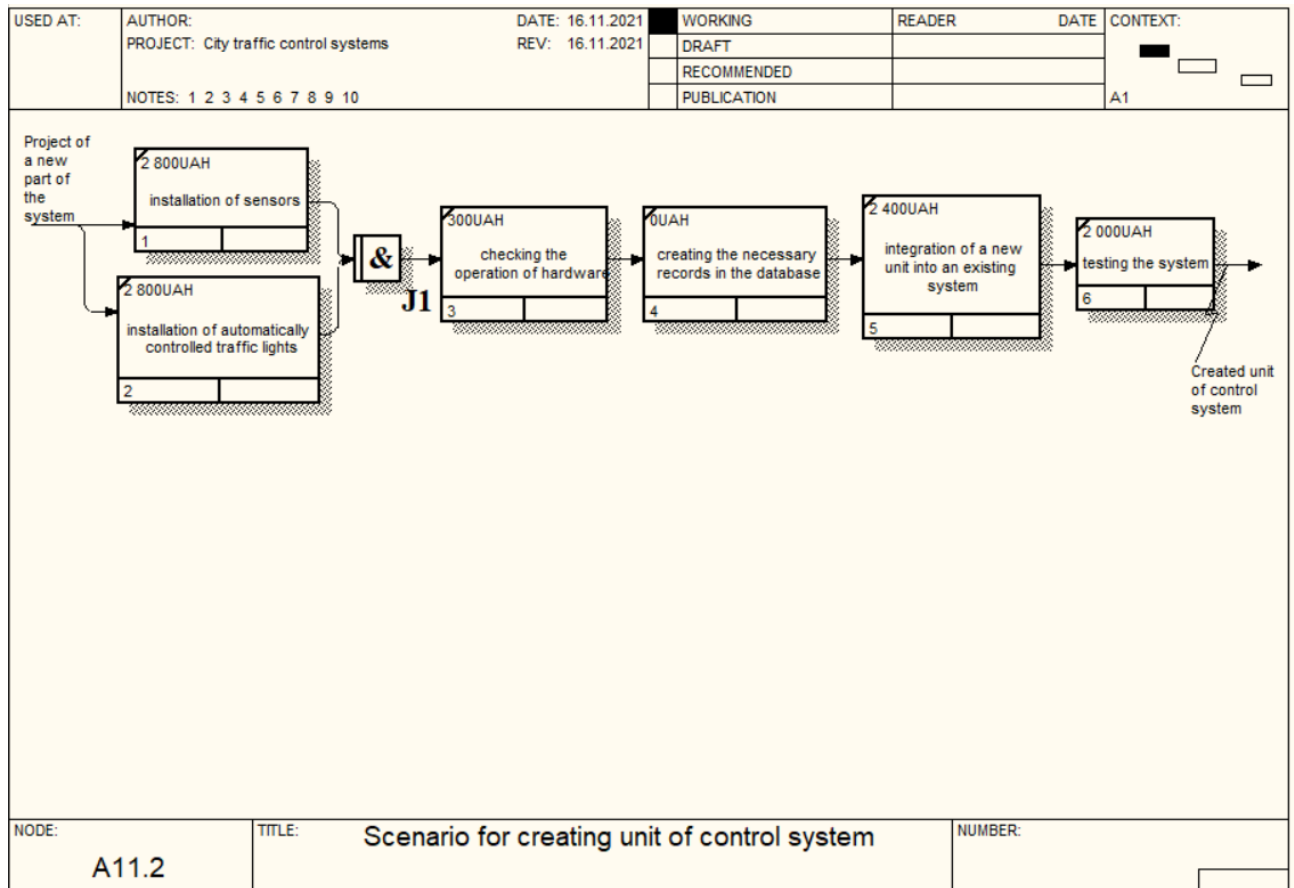 USED AT:
AUTHOR:
DATE: 16.11.2021
PROJECT: City traffic control systems
REV: 16.11.2021
NOTES: 1 2 3 4 5 6 7 8 9 10
WORKING
DRAFT
RECOMMENDED
PUBLICATION
READER
DATE
CONTEXT:
A1
Project of
a new
part of
the
system
2 800UAH
installation of sensors
1
2 800UAH
installation of automatically
controlled traffic lights
2
&
J1
300UAH
checking the
operation of hardware
3
0UAH
creating the necessary
records in the database
4
2 400UAH
integration of a new
unit into an existing
system
5
2 000UAH
testing the system
6
Created unit
of control
system
NODE:
A11.2
TITLE:
Scenario for creating unit of control system
NUMBER: